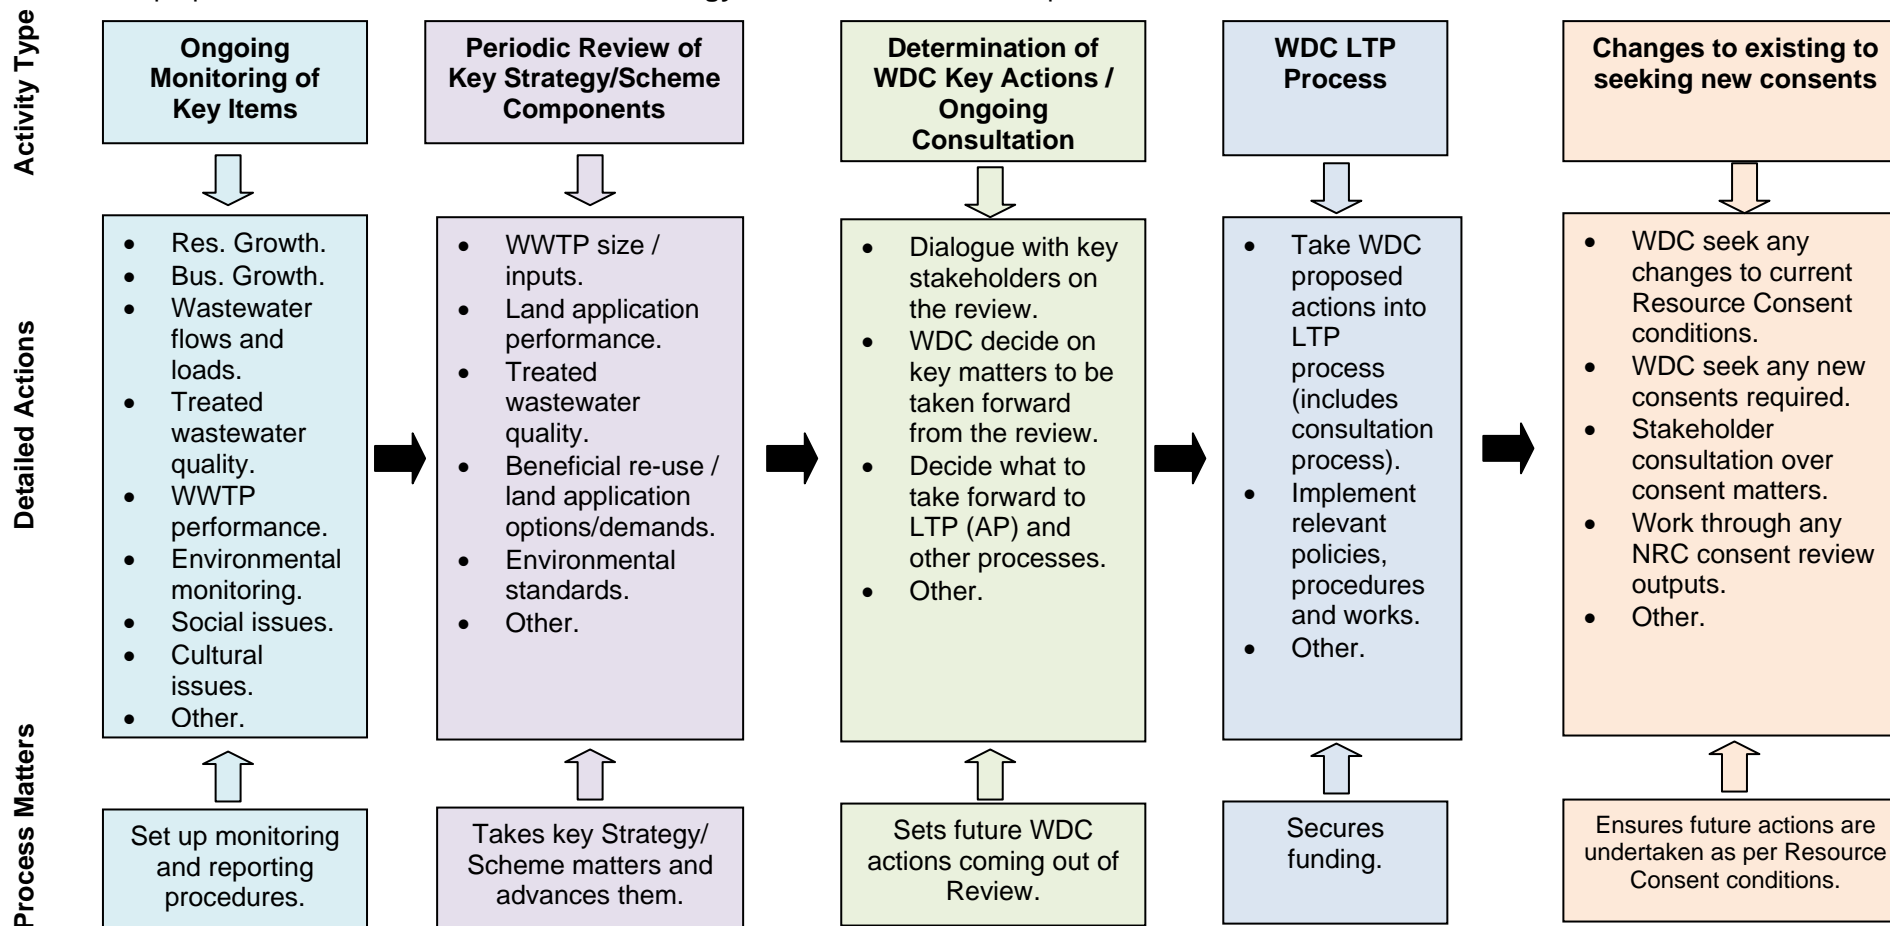 Activity Type
Ongoing
Monitoring of
Key Items
Periodic Review of
Key Strategy/Scheme
Components
Determination of
WDC Key Actions /
Ongoing
Consultation
WDC LTP
Process
Changes to existing to
seeking new consents
Detailed Actions
• Res. Growth.
• Bus. Growth.
• Wastewater
flows and
loads.
• Treated
wastewater
quality.
• WWTP
performance.
• Environmental
monitoring.
• Social issues.
• Cultural
issues.
• Other.
• WWTP size /
inputs.
• Land application
performance.
• Treated
wastewater
quality.
• Beneficial re-use /
land application
options/demands.
• Environmental
standards.
• Other.
• Dialogue with key
stakeholders on
the review.
• WDC decide on
key matters to be
taken forward
from the review.
• Decide what to
take forward to
LTP (AP) and
other processes.
• Other.
• Take WDC
proposed
actions into
LTP
process
(includes
consultation
process).
• Implement
relevant
policies,
procedures
and works.
• Other.
• WDC seek any
changes to current
Resource Consent
conditions.
• WDC seek any new
consents required.
• Stakeholder
consultation over
consent matters.
• Work through any
NRC consent review
outputs.
• Other.
Process Matters
Set up monitoring
and reporting
procedures.
Takes key Strategy/
Scheme matters and
advances them.
Sets future WDC
actions coming out of
Review.
Secures
funding.
Ensures future actions are
undertaken as per Resource
Consent conditions.